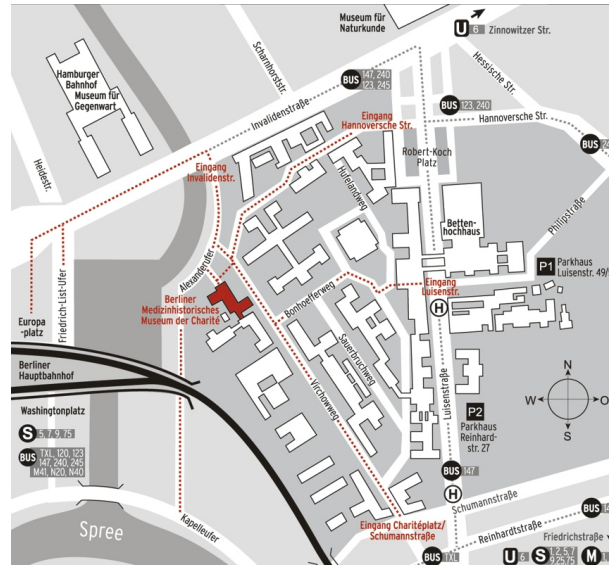 Museum für
Naturkunde
U 6 Zinnowitzer Str.
Hamburger
Bahnhof
Museum für
Gegenwart
Scharnhorststr.
BUS 147, 240
123, 245
Hessische Str.
BUS 123, 240
Invalidenstraße
Eingang
Hannoversche Str.
Hannoversche Str.
BUS
Heidestr.
Eingang
Invalidenstr.
Robert-Koch
Platz
Hufelandweg
Betten-
hochhaus
Philipstraße
Alexanderufer
P1 Parkhaus
Luisenstr. 49/
Eingang
Luisenstr.
H
Berliner
Medizinhistorisches
Museum der Charité
Bonhoefferweg
Europa
-platz
Friedrich-List-Ufer
Sauerbruchweg
Berliner
Hauptbahnhof
Virchowweg
Luisenstraße
N
W O
S
Washingtonplatz
S 5, 7, 9, 75
P2
Parkhaus
Reinhard-
str. 27
BUS TXL, 120, 123
147, 240, 245
M41, N20, N40
BUS 147
H
Schumannstraße
Spree
Kapelleufer
Eingang Charitéplatz/
Schumannstraße
Reinhardtstraße
BUS
BUS TXL
Friedrichstraße
U 6 S 1, 2, 5, 7
9, 25, 75 M